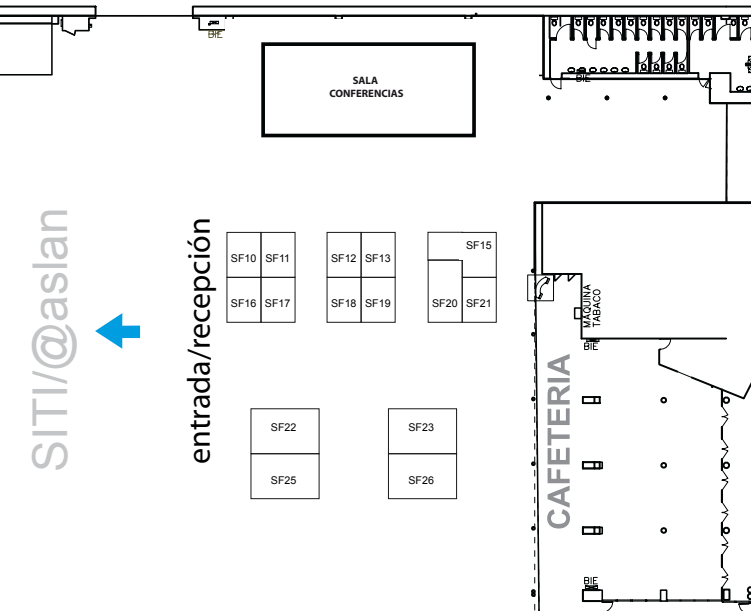 BIE
SALA
CONFERENCIAS
BIE
SITI/@aslan
entrada/recepción
SF10 SF11
SF16 SF17
SF12 SF13
SF18 SF19
SF15
SF20 SF21
MAQUINA
TABACO
BIE
CAFETERIA
SF22
SF25
SF23
SF26
BIE